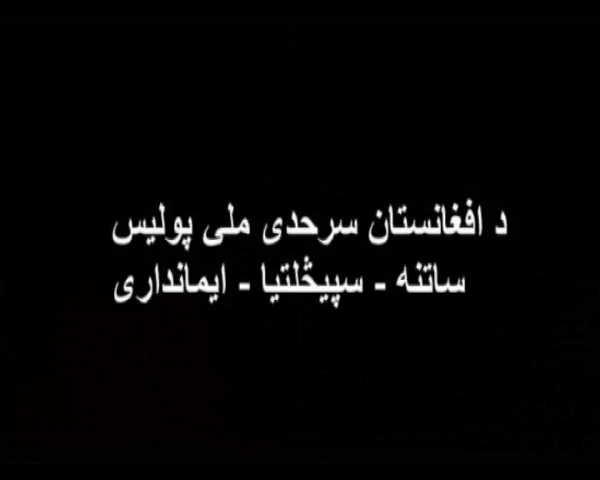 د افغانستان سرحدی ملی پولیس
ساتنه - سپیڅلتیا - ایمانداری